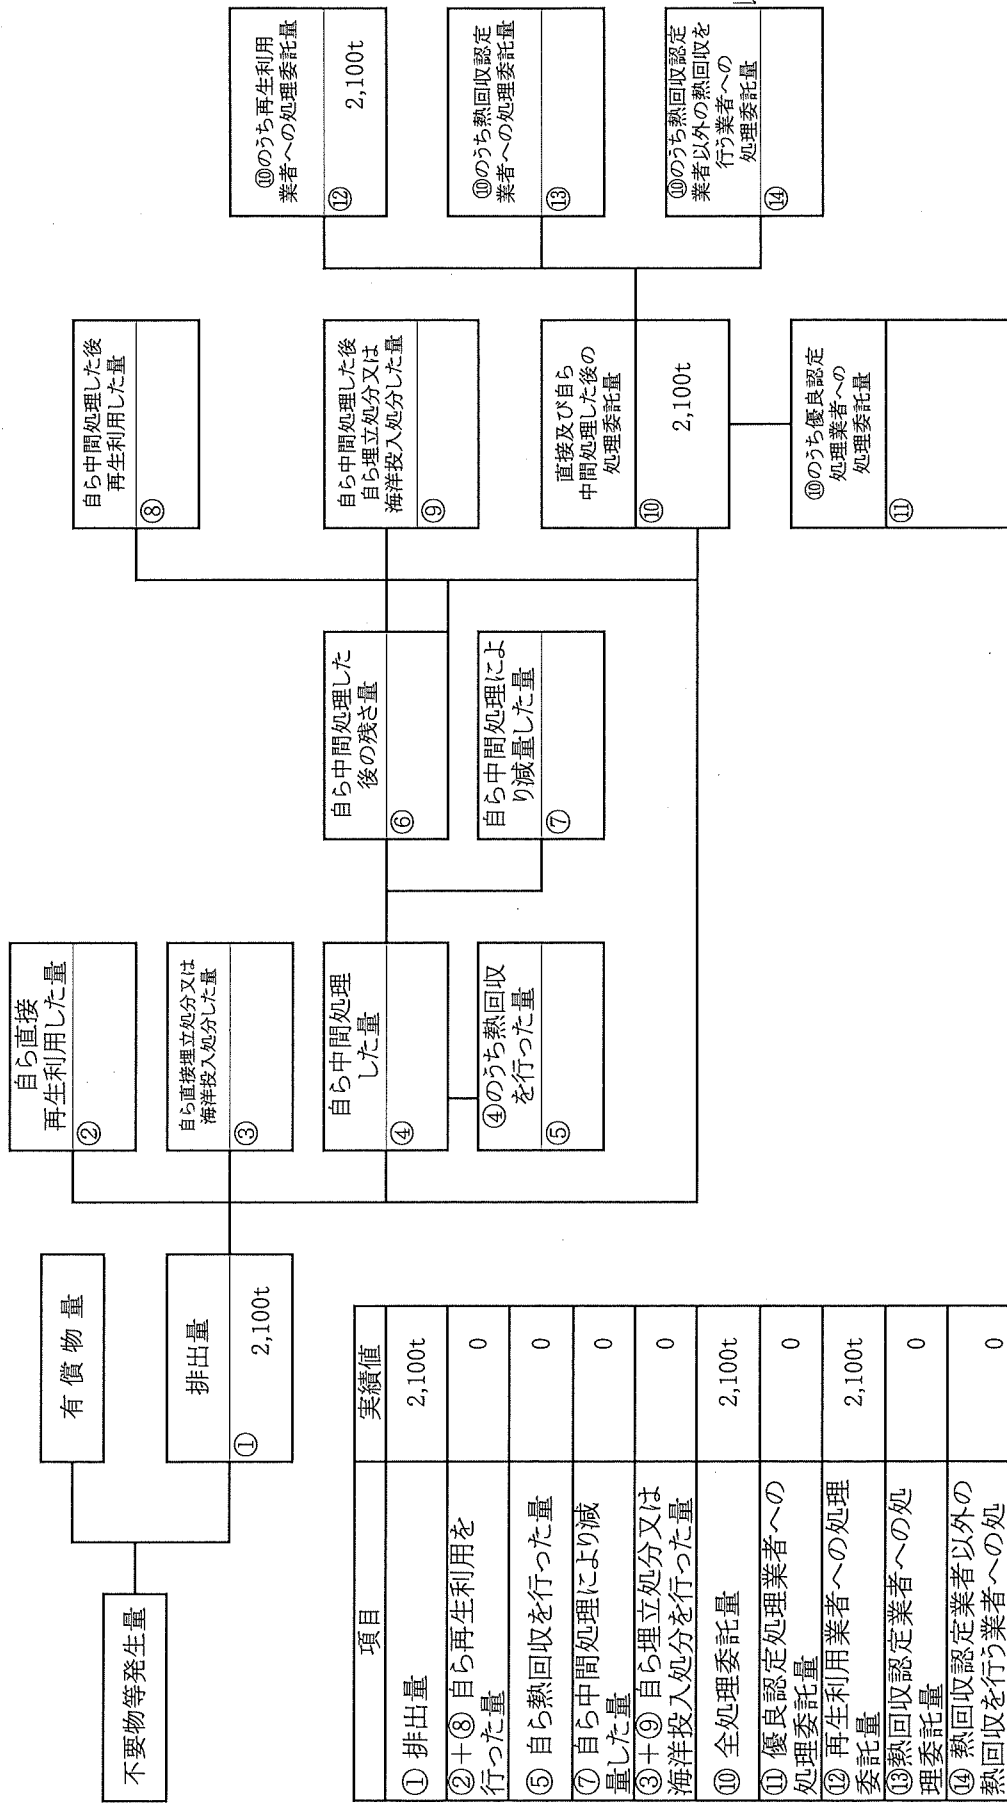 不要物等発生量
有償物量
排出量
①
2,100t
自ら直接
再生利用した量
②
自ら直接埋立処分又は
海洋投入処分した量
③
自ら中間処理
した量
④
④のうち熱回収
を行った量
⑤
自ら中間処理した
後の残さ量
⑥
自ら中間処理によ
り減量した量
⑦
自ら中間処理した後
再生利用した量
⑧
自ら中間処理した後
自ら埋立処分又は
海洋投入処分した量
⑨
直接及び自ら
中間処理した後の
処理委託量
⑩
2,100t
⑩のうち優良認定
処理業者への
処理委託量
⑪
⑩のうち再生利用
業者への処理委託量
⑫
2,100t
⑩のうち熱回収認定
業者への処理委託量
⑬
⑩のうち熱回収認定
業者以外の熱回収を
行う業者への
処理委託量
⑭
項目 実績値
① 排出量 2,100t
②+⑧ 自ら再生利用を
行った量 0
⑤ 自ら熱回収を行った量 0
⑦ 自ら中間処理により減
量した量 0
③+⑨ 自ら埋立処分又は
海洋投入処分を行った量 0
⑩ 全処理委託量 2,100t
⑪ 優良認定処理業者への
処理委託量 0
⑫ 再生利用業者への処理
委託量 2,100t
⑬熱回収認定業者への処
理委託量 0
⑭ 熱回収認定業者以外の
熱回収を行う業者への処 0